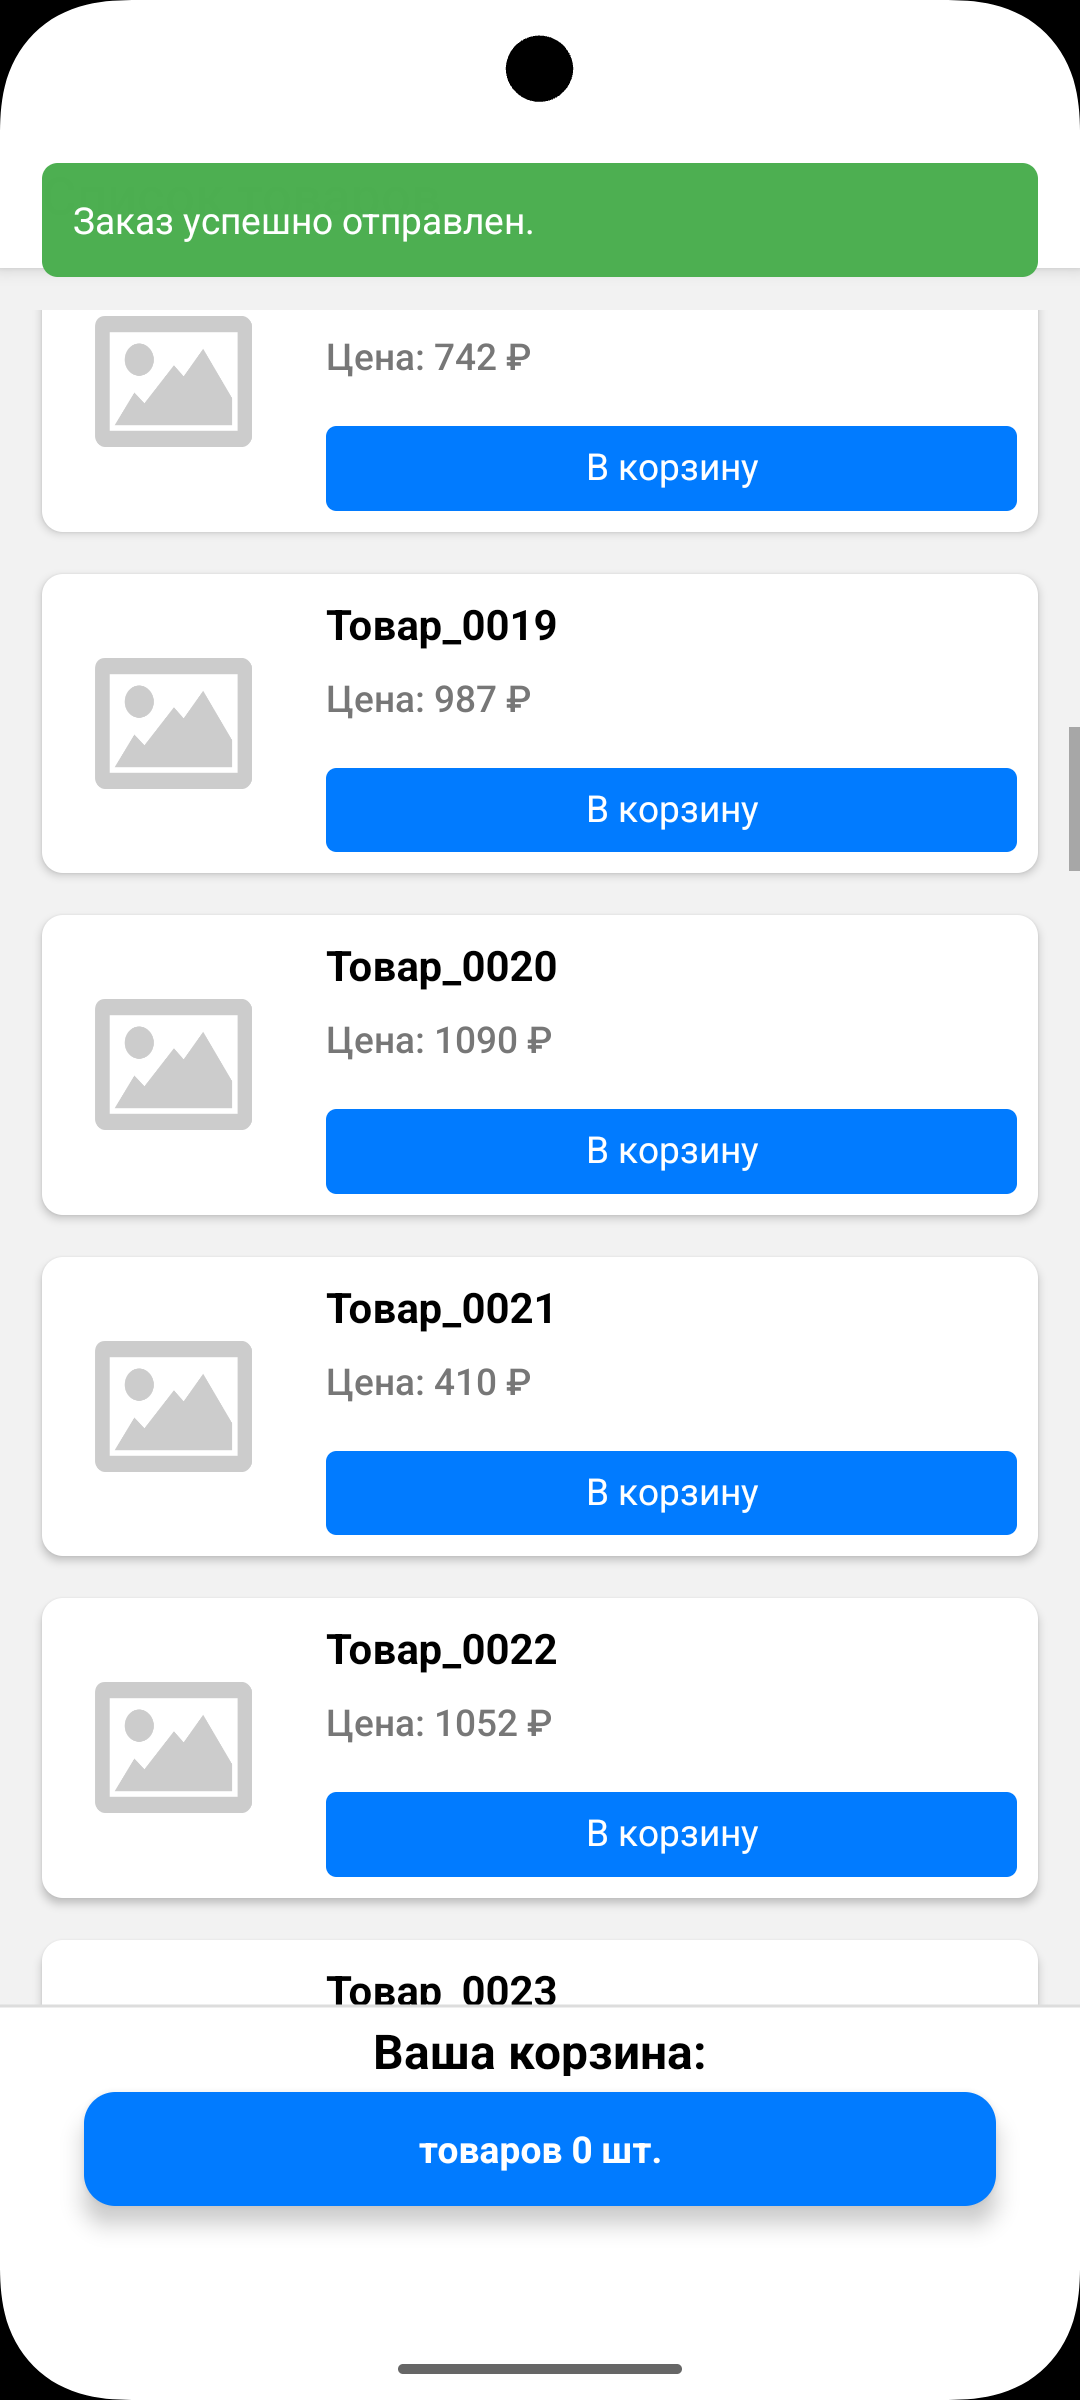 Заказ успешно отправлен.
Цена: 742 ₽
В корзину
Товар_0019
Цена: 987 ₽
В корзину
Товар_0020
Цена: 1090 ₽
В корзину
Товар_0021
Цена: 410 ₽
В корзину
Товар_0022
Цена: 1052 ₽
В корзину
Товар_0023
Ваша корзина:
товаров 0 шт.